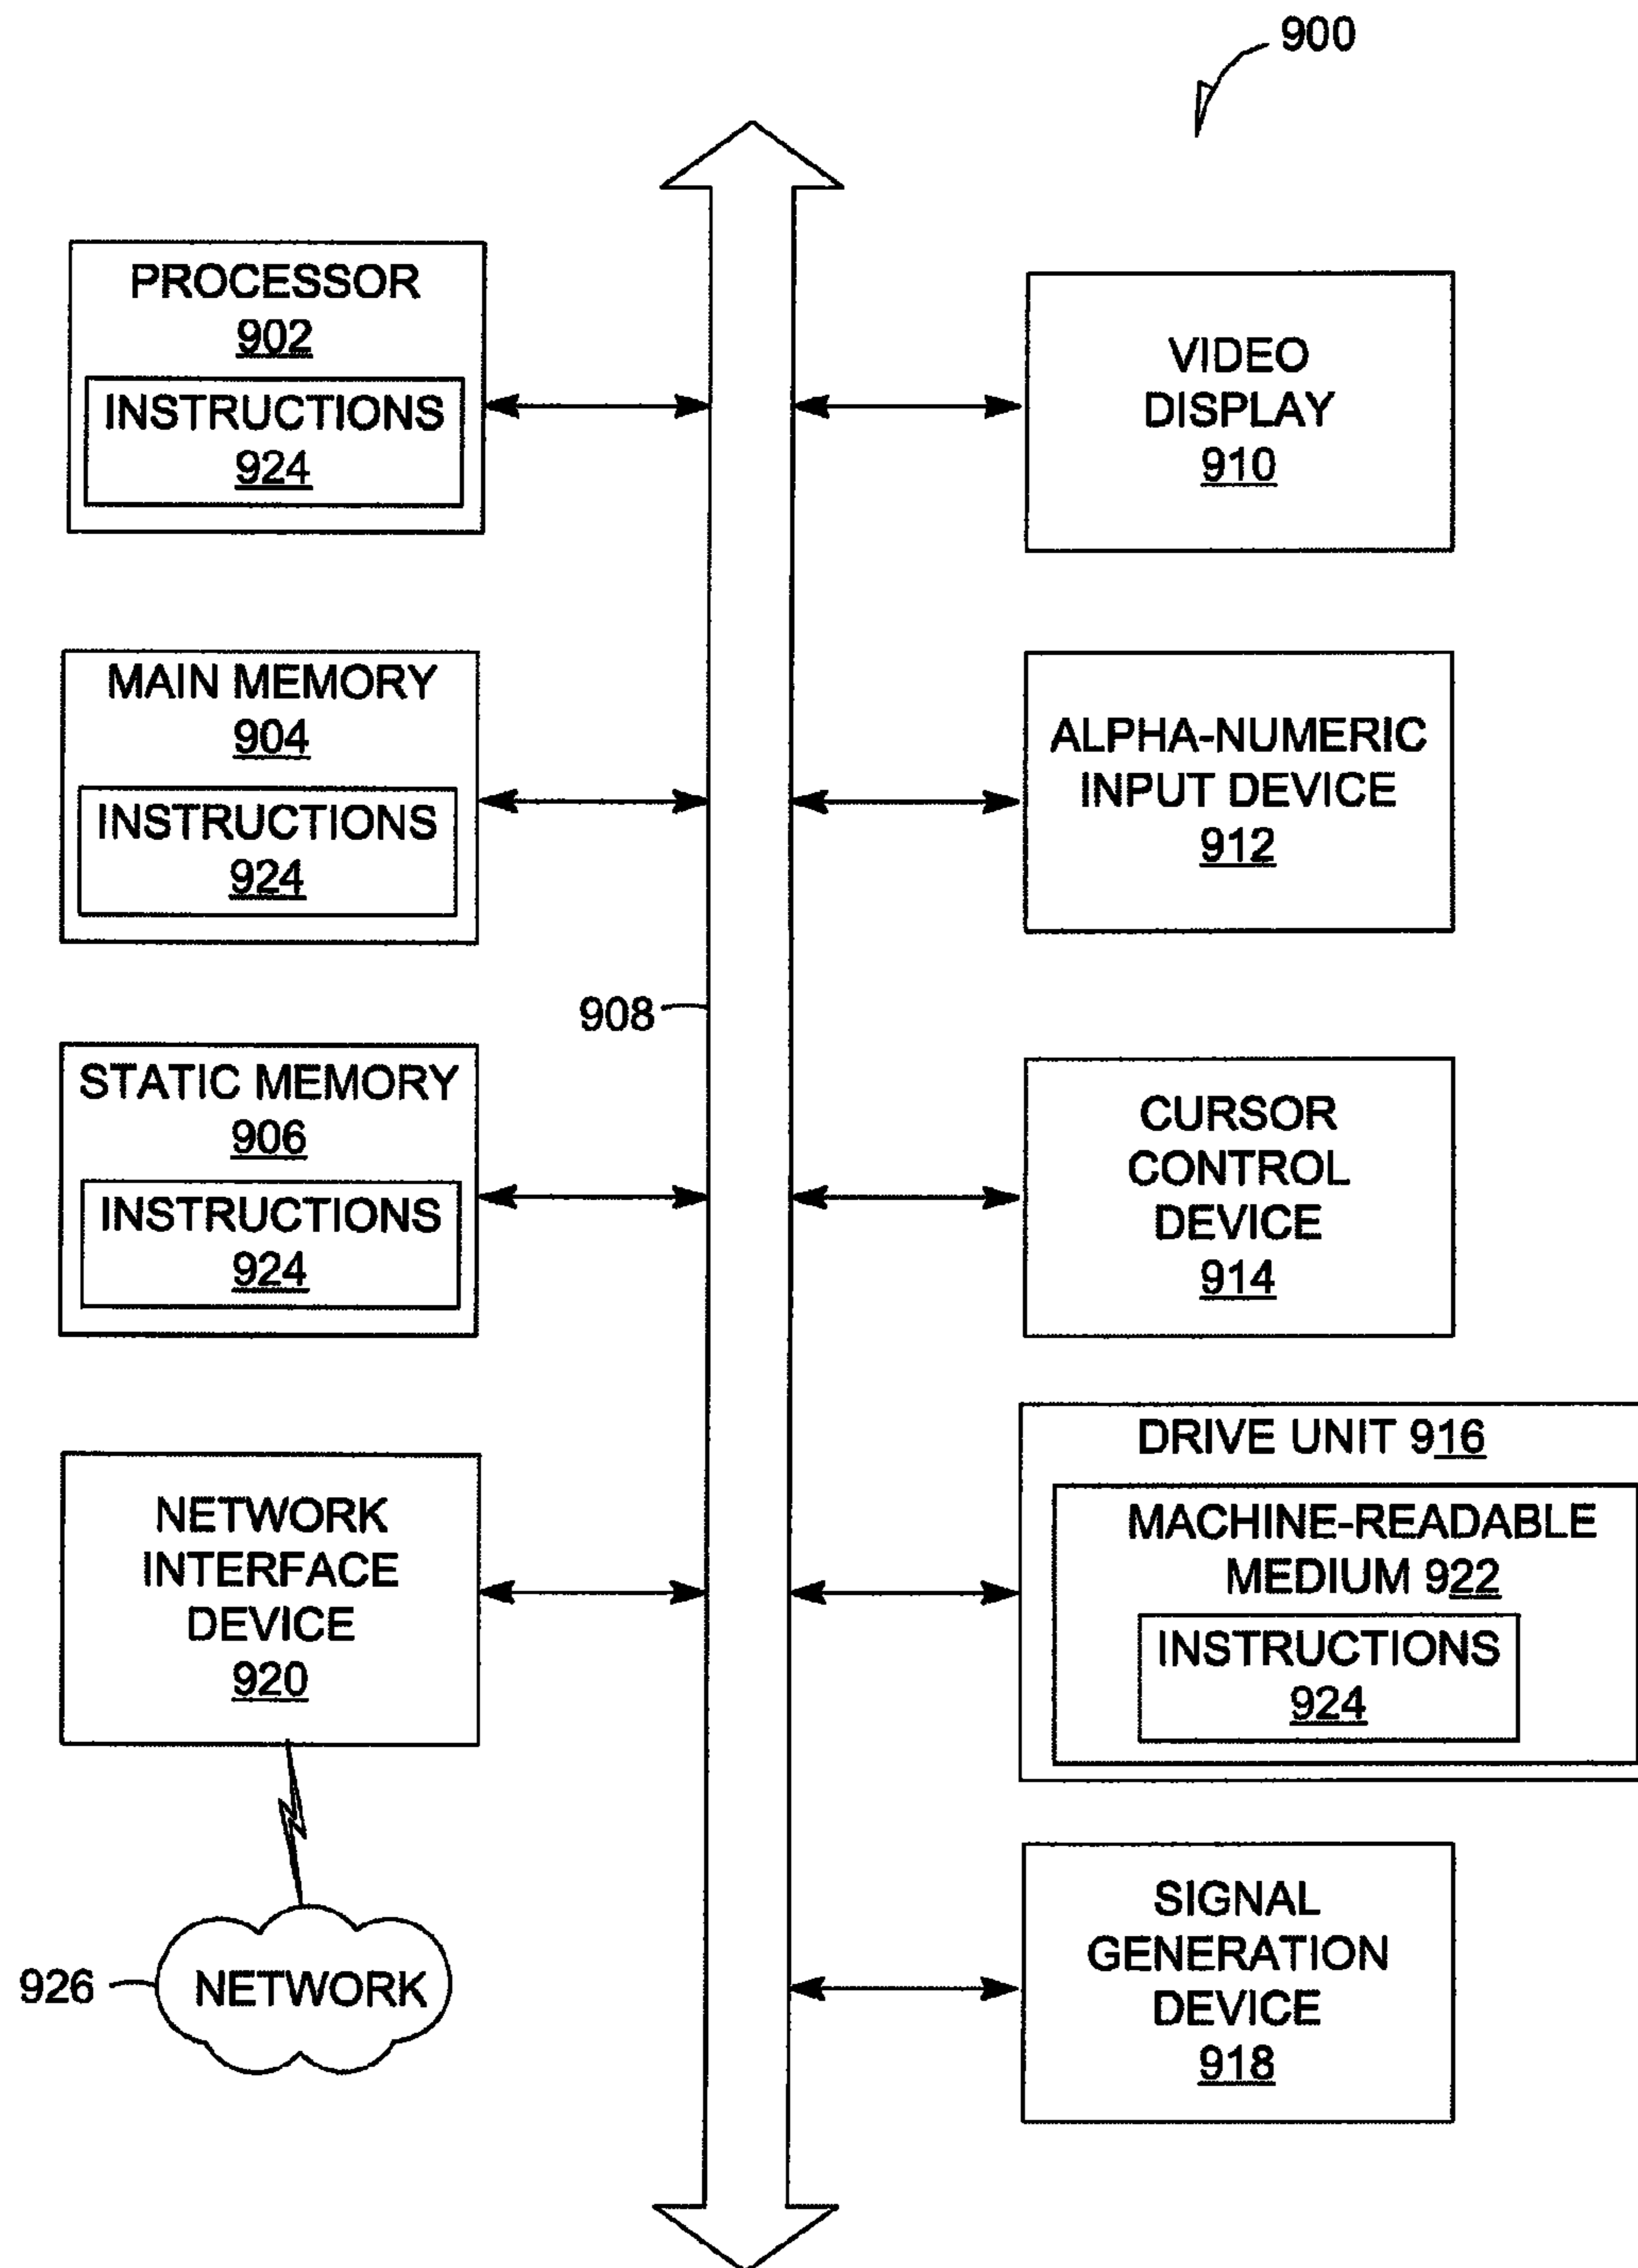 900
PROCESSOR
902
INSTRUCTIONS
924
VIDEO
DISPLAY
910
MAIN MEMORY
904
INSTRUCTIONS
924
ALPHA-NUMERIC
INPUT DEVICE
912
908
STATIC MEMORY
906
INSTRUCTIONS
924
CURSOR
CONTROL
DEVICE
914
NETWORK
INTERFACE
DEVICE
920
DRIVE UNIT 916
MACHINE-READABLE
MEDIUM 922
INSTRUCTIONS
924
926
NETWORK
SIGNAL
GENERATION
DEVICE
918